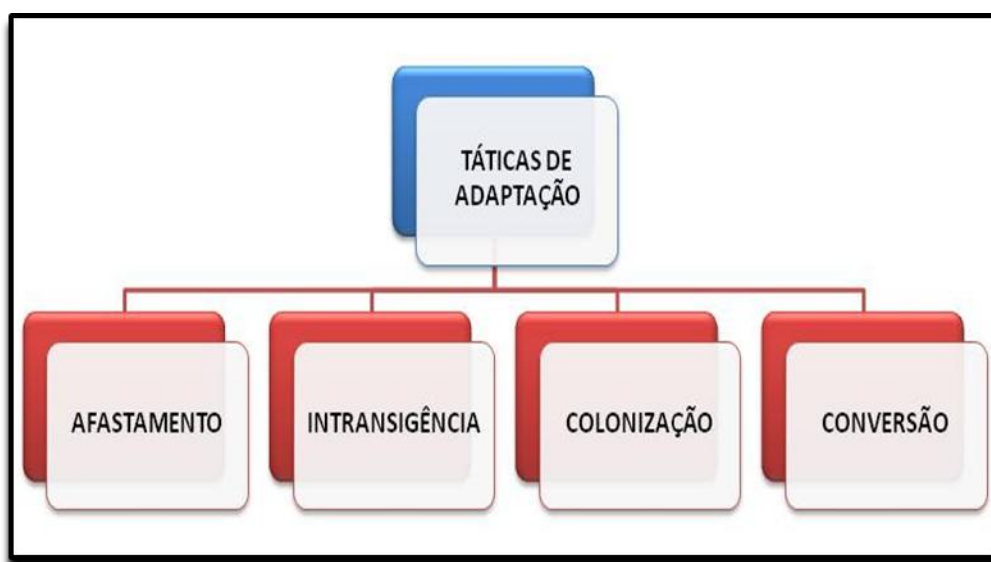 TÁTICAS DE
ADAPTAÇÃO
AFASTAMENTO
INTRANSIGÊNCIA
COLONIZAÇÃO
CONVERSÃO